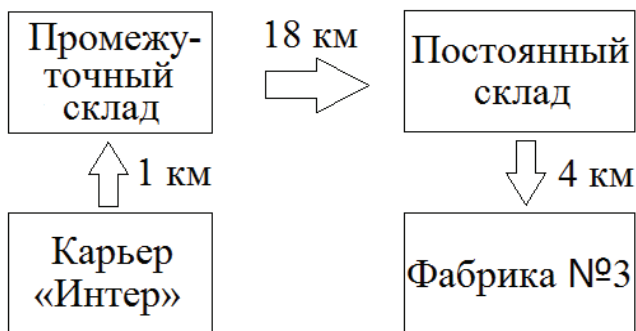 Промежу-
точный
склад
18 км
Постоянный
склад
1 км
4 км
Карьер
«Интер»
Фабрика №3